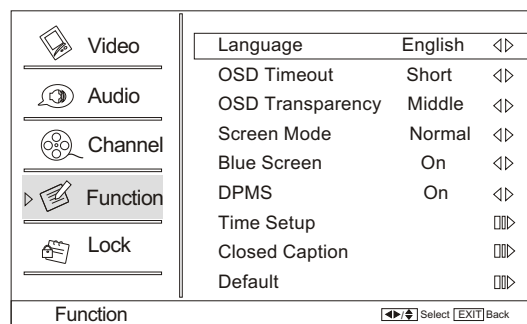 Video
Audio
Channel
Function
Lock
Language English
OSD Timeout Short
OSD Transparency Middle
Screen Mode Normal
Blue Screen On
DPMS On
Time Setup
Closed Caption
Default
Function
Select EXIT Back